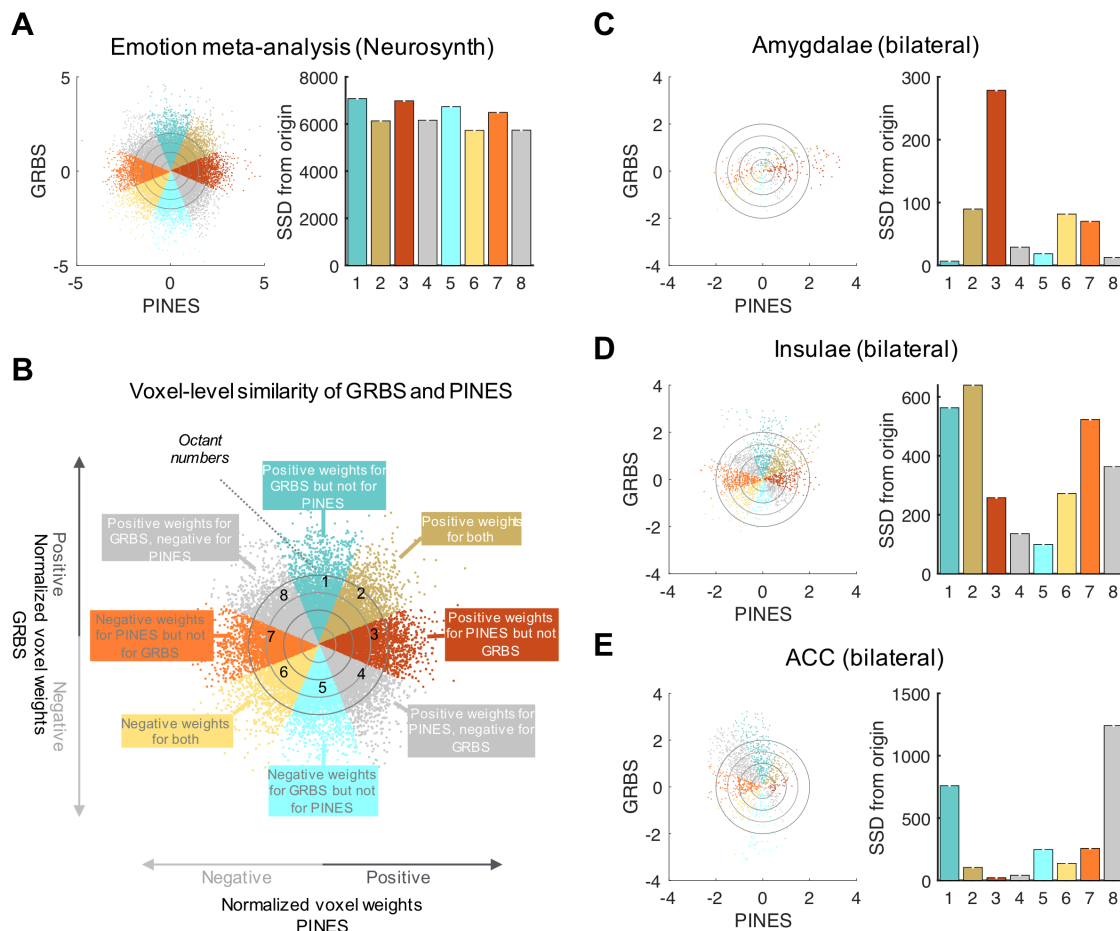 A
Emotion meta-analysis (Neurosynth)
GRBS
5
0
-5
-5
0
5
PINES
SSD from origin
8000
6000
4000
2000
0
1 2 3 4 5 6 7 8
B
Voxel-level similarity of GRBS and PINES
Octant
numbers
Positive weights for
GRBS but not for
PINES
Positive weights for
GRBS, negative for
PINES
Positive weights
for both
Negative weights
for PINES but not
for GRBS
Positive weights
for PINES but not
GRBS
Negative weights
for both
Positive weights for
PINES, negative for
GRBS
Negative weights
for GRBS but not
for PINES
1
2
3
4
5
6
7
8
Positive
Negative
Normalized voxel weights
GRBS
Negative
Positive
Normalized voxel weights
PINES
C
Amygdalae (bilateral)
GRBS
4
2
0
-2
-4
-4 -2 0 2 4
PINES
SSD from origin
300
200
100
0
1 2 3 4 5 6 7 8
D
Insulae (bilateral)
GRBS
4
2
0
-2
-4
-4 -2 0 2 4
PINES
SSD from origin
600
400
200
0
1 2 3 4 5 6 7 8
E
ACC (bilateral)
GRBS
4
2
0
-2
-4
-4 -2 0 2 4
PINES
SSD from origin
1500
1000
500
0
1 2 3 4 5 6 7 8